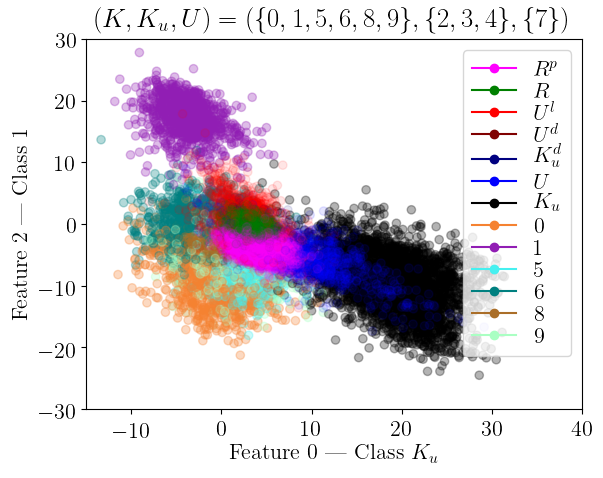 (K, K_u, U) = ({0, 1, 5, 6, 8, 9}, {2, 3, 4}, {7})
30
20
10
0
−10
−20
−30
Feature 2 — Class 1
R^p
R
U^l
U^d
K_u^d
U
K_u
0
1
5
6
8
9
−10 0 10 20 30 40
Feature 0 — Class K_u